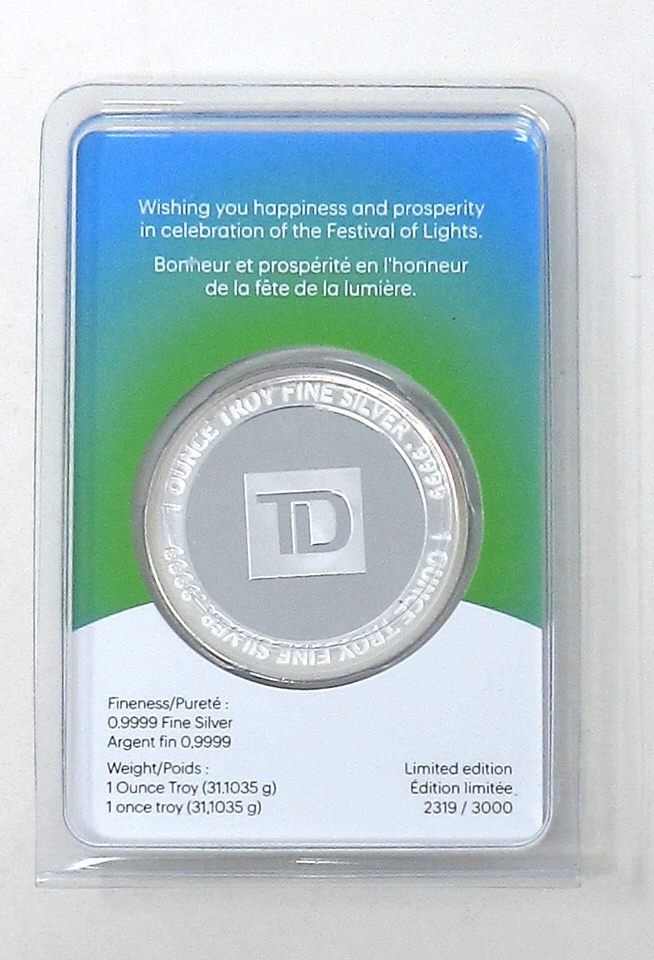 Wishing you happiness and prosperity
in celebration of the Festival of Lights.
Bonheur et prospérité en l'honneur
de la fête de la lumière.
1 OUNCE TROY FINE SILVER .9999
1 OUNCE TROY FINE SILVER .9999
TD
Fineness/Pureté :
0.9999 Fine Silver
Argent fin 0,9999
Weight/Poids :
1 Ounce Troy (31.1035 g)
1 once troy (31,1035 g)
Limited edition
Édition limitée
2319 / 3000